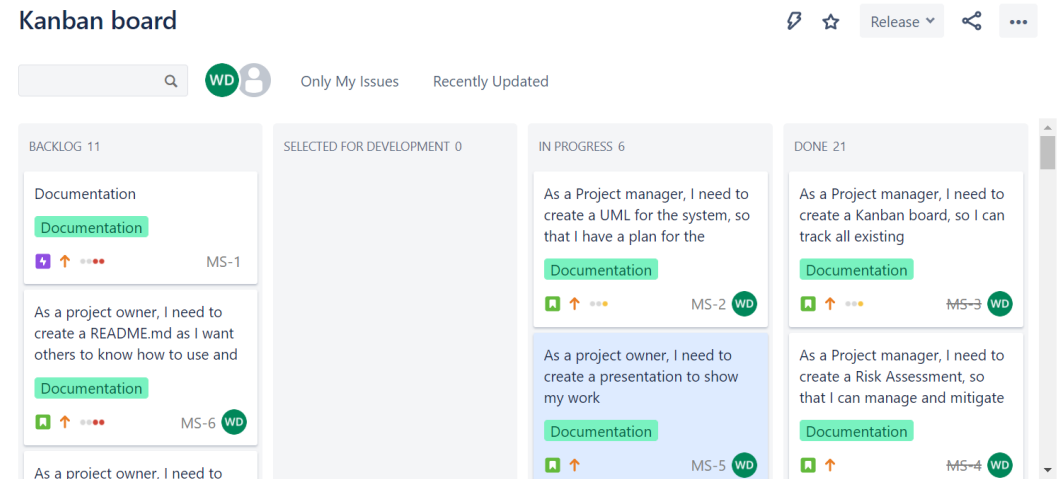 Kanban board
Release
WD
Only My Issues
Recently Updated
BACKLOG 11
Documentation
Documentation
MS-1
As a project owner, I need to
create a README.md as I want
others to know how to use and
Documentation
MS-6 WD
As a project owner, I need to
SELECTED FOR DEVELOPMENT 0
IN PROGRESS 6
As a Project manager, I need to
create a UML for the system, so
that I have a plan for the
Documentation
MS-2 WD
As a project owner, I need to
create a presentation to show
my work
Documentation
MS-5 WD
DONE 21
As a Project manager, I need to
create a Kanban board, so I can
track all existing
Documentation
MS-3 WD
As a Project manager, I need to
create a Risk Assessment, so
that I can manage and mitigate
Documentation
MS-4 WD